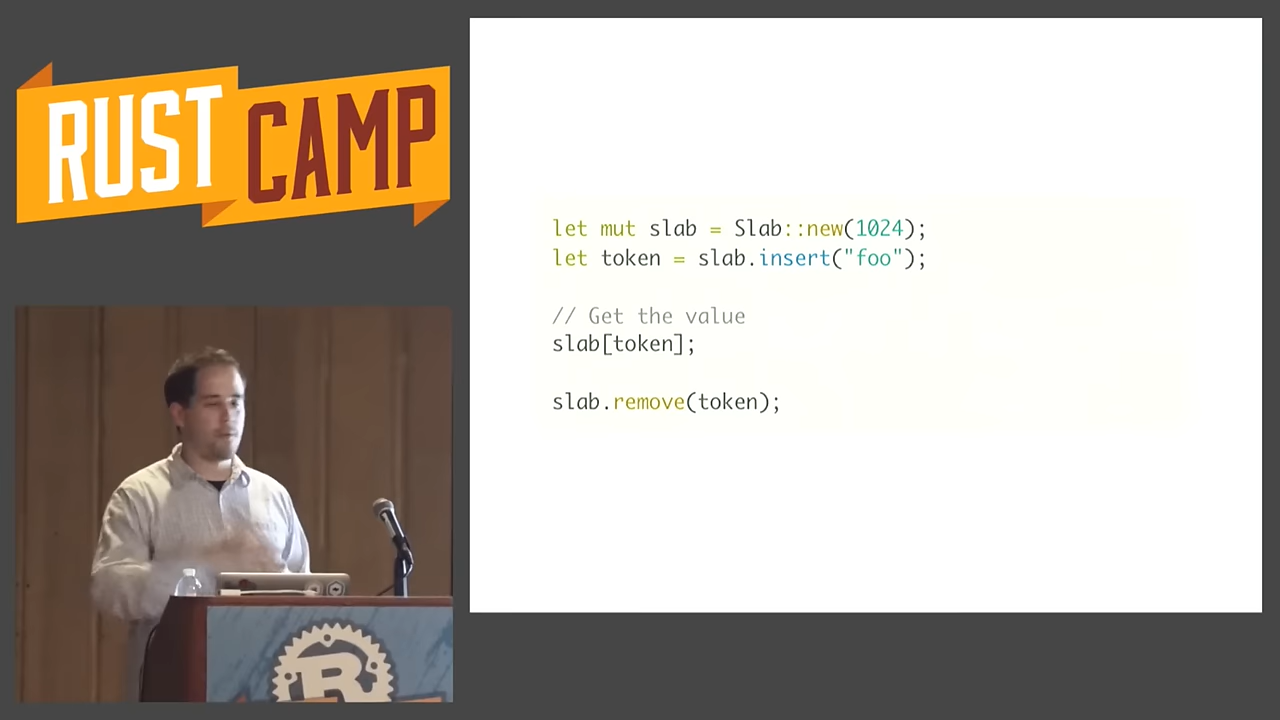 RUST CAMP
let mut slab = Slab::new(1024);
let token = slab.insert("foo");
// Get the value
slab[token];
slab.remove(token);
R